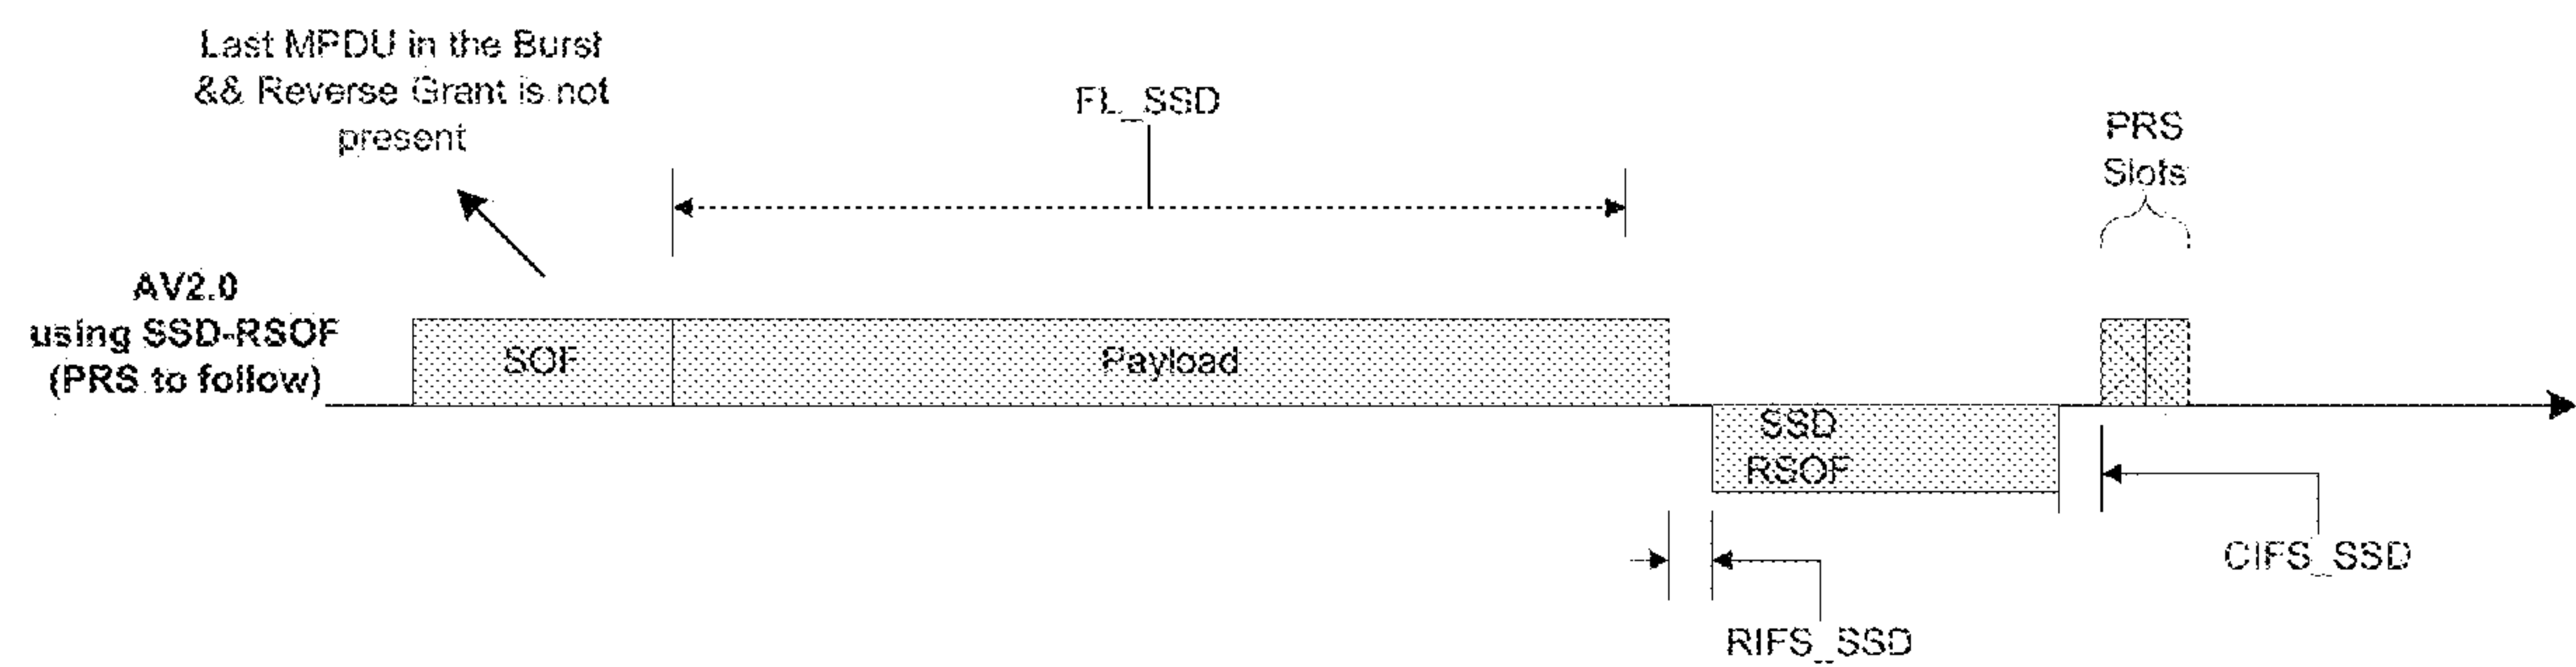 Last MPDU in the Burst
&& Reverse Grant is not
present
FL_SSD
PRS
Slots
AV2.0
using SSD-RSOF
(PRS to follow)
SOF
Payload
SSD
RSOF
CIFS_SSD
RIFS_SSD